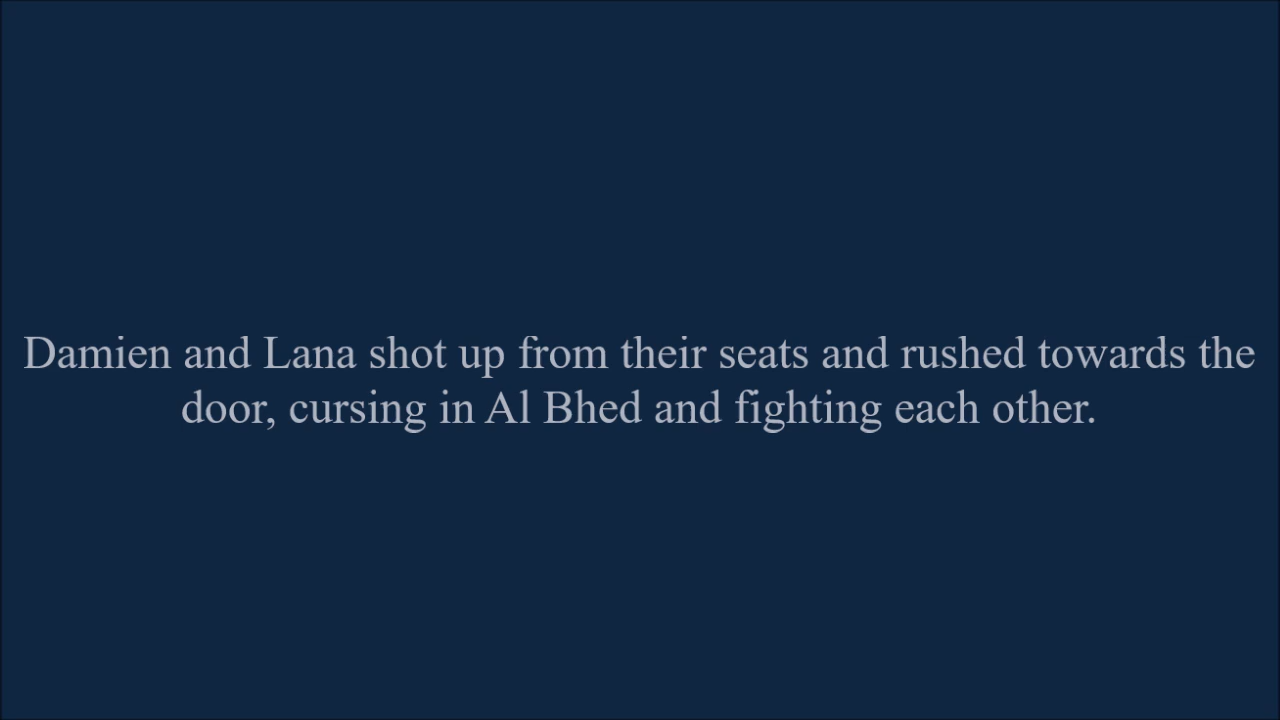 Damien and Lana shot up from their seats and rushed towards the
door, cursing in Al Bhed and fighting each other.